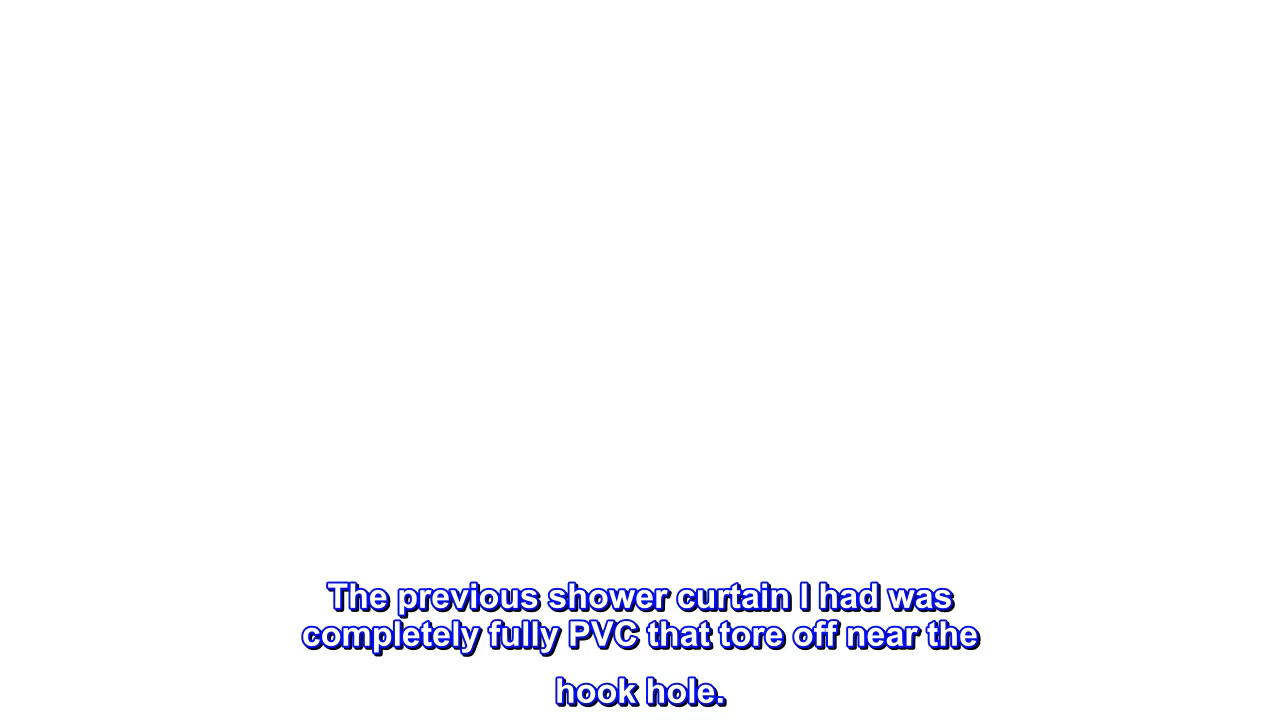 The previous shower curtain I had was
completely fully PVC that tore off near the
hook hole.